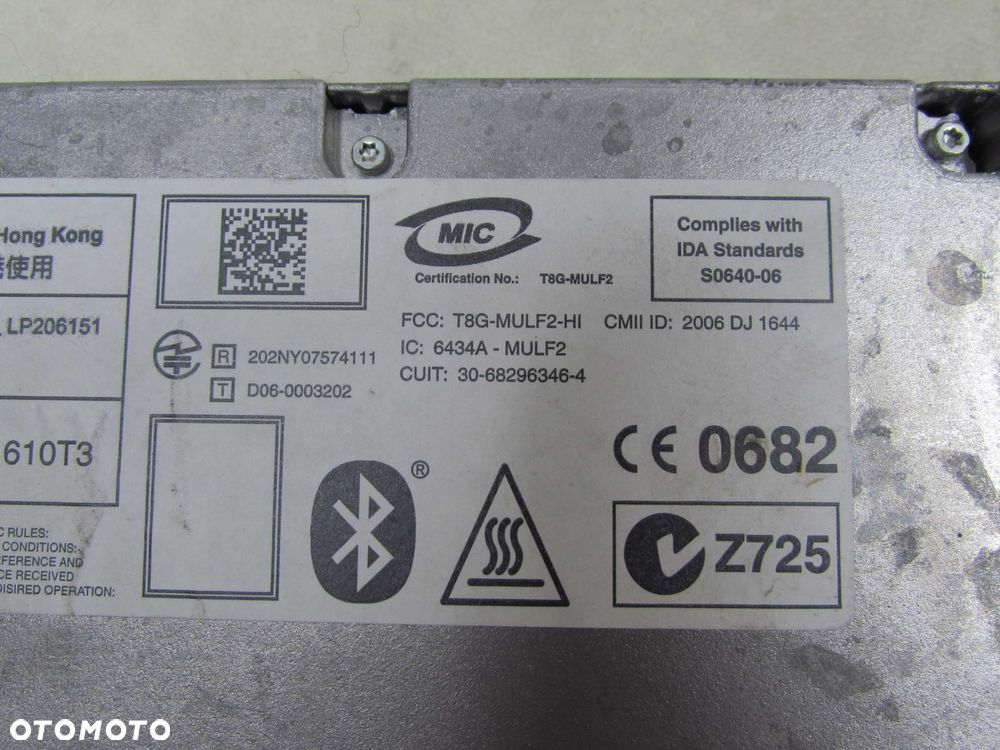 Hong Kong
使用
LP206151
610T3
C RULES:
CONDITIONS:
FERENCE AND
CE RECEIVED
DISIRED OPERATION:
MIC
Certification No.: T8G-MULF2
Complies with
IDA Standards
S0640-06
FCC: T8G-MULF2-HI CMII ID: 2006 DJ 1644
IC: 6434A - MULF2
CUIT: 30-68296346-4
R 202NY07574111
T D06-0003202
CE 0682
®
Z725
OTOMOTO